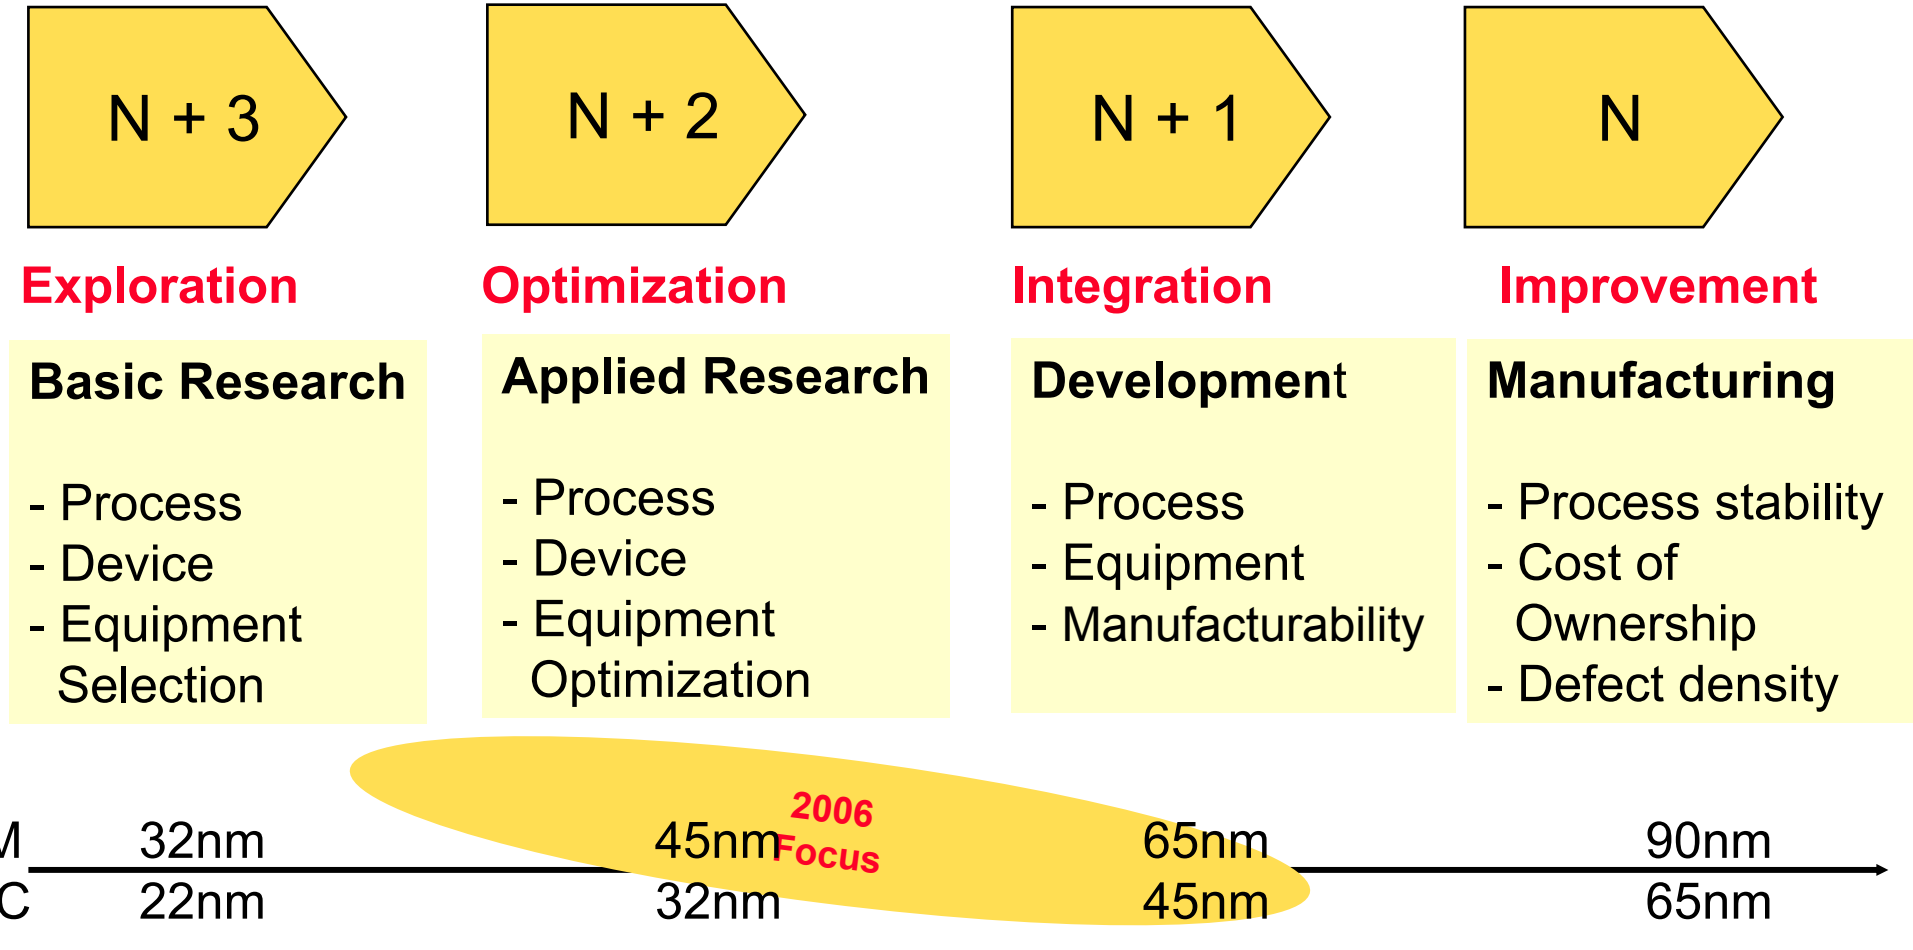 N + 3
N + 2
N + 1
N
Exploration
Optimization
Integration
Improvement
Basic Research
- Process
- Device
- Equipment
Selection
Applied Research
- Process
- Device
- Equipment
Optimization
Development
- Process
- Equipment
- Manufacturability
Manufacturing
- Process stability
- Cost of
Ownership
- Defect density
2006
Focus
M 32nm 45nm 65nm 90nm
C 22nm 32nm 45nm 65nm